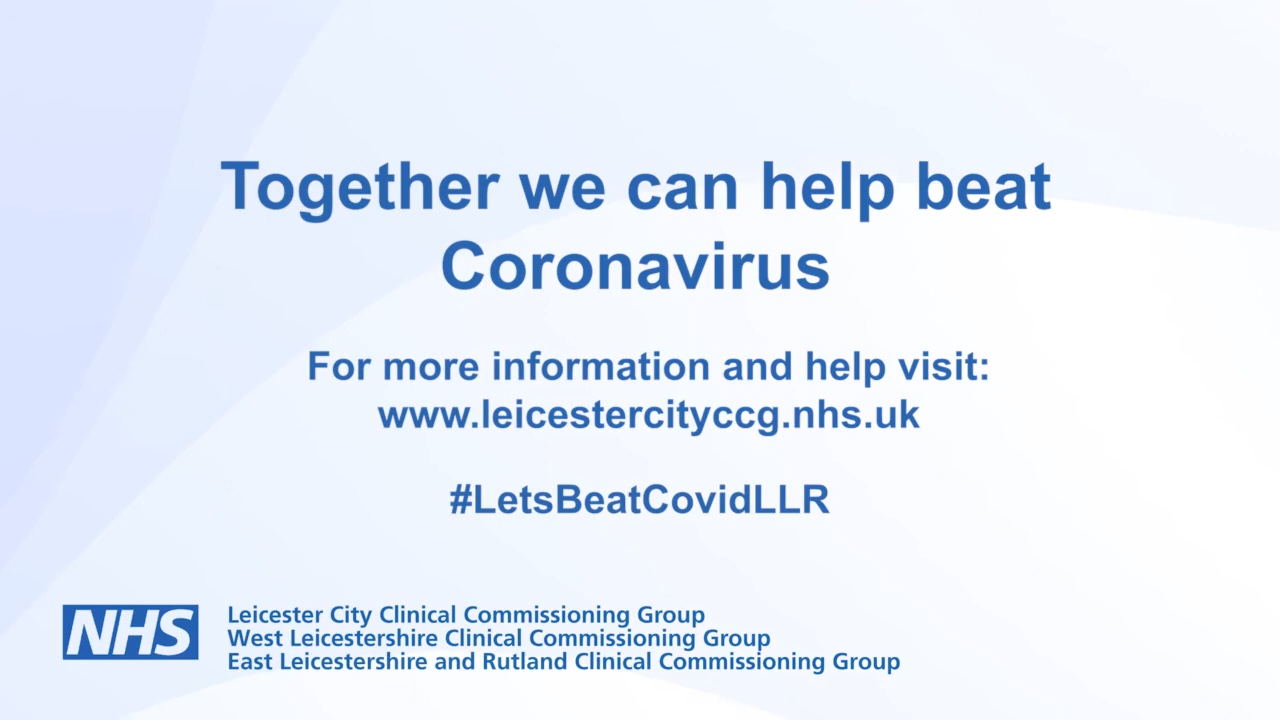 Together we can help beat
Coronavirus
For more information and help visit:
www.leicestercityccg.nhs.uk
#LetsBeatCovidLLR
NHS
Leicester City Clinical Commissioning Group
West Leicestershire Clinical Commissioning Group
East Leicestershire and Rutland Clinical Commissioning Group